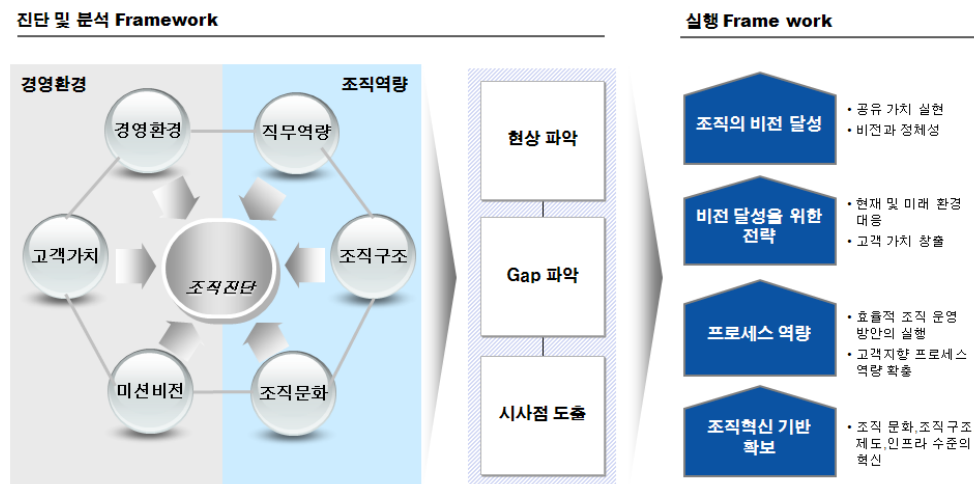 진단 및 분석 Framework
실행 Frame work
경영환경
조직역량
경영환경
직무역량
고객가치
조직구조
조직진단
미션비전
조직문화
현상 파악
Gap 파악
시사점 도출
조직의 비전 달성
• 공유 가치 실현
• 비전과 정체성
비전 달성을 위한
전략
• 현재 및 미래 환경
대응
• 고객 가치 창출
프로세스 역량
• 효율적 조직 운영
방안의 실행
• 고객지향 프로세스
역량 확충
조직혁신 기반
확보
• 조직 문화,조직구조
제도,인프라 수준의
혁신